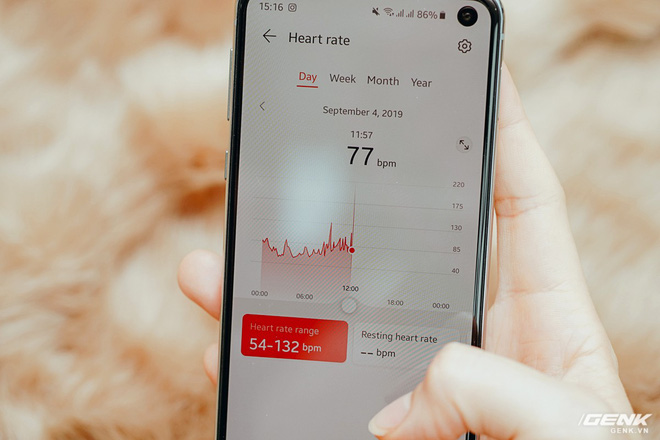 15:16 86%
Heart rate
Day Week Month Year
September 4, 2019
11:57
77 bpm
220
175
130
85
40
00:00 06:00 12:00 18:00 00:00
Heart rate range
54-132 bpm
Resting heart rate
-- bpm
GENK
GENK.VN